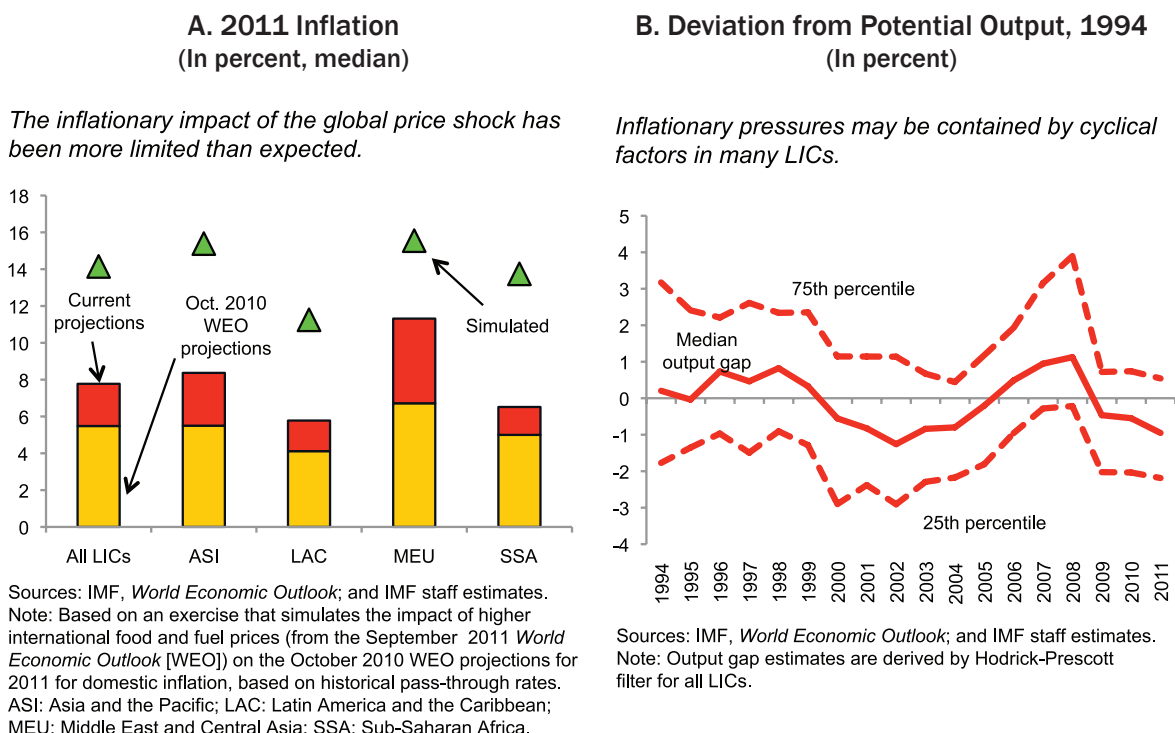 A. 2011 Inflation
(In percent, median)
The inflationary impact of the global price shock has
been more limited than expected.
18
16
14
12
10
8
6
4
2
0
Current
projections
Oct. 2010
WEO
projections
Simulated
All LICs
ASI
LAC
MEU
SSA
Sources: IMF, World Economic Outlook; and IMF staff estimates.
Note: Based on an exercise that simulates the impact of higher
international food and fuel prices (from the September 2011 World
Economic Outlook [WEO]) on the October 2010 WEO projections for
2011 for domestic inflation, based on historical pass-through rates.
ASI: Asia and the Pacific; LAC: Latin America and the Caribbean;
MEU: Middle East and Central Asia; SSA: Sub-Saharan Africa.
B. Deviation from Potential Output, 1994
(In percent)
Inflationary pressures may be contained by cyclical
factors in many LICs.
5
4
3
2
1
0
-1
-2
-3
-4
75th percentile
Median
output gap
25th percentile
1994
1995
1996
1997
1998
1999
2000
2001
2002
2003
2004
2005
2006
2007
2008
2009
2010
2011
Sources: IMF, World Economic Outlook; and IMF staff estimates.
Note: Output gap estimates are derived by Hodrick-Prescott
filter for all LICs.